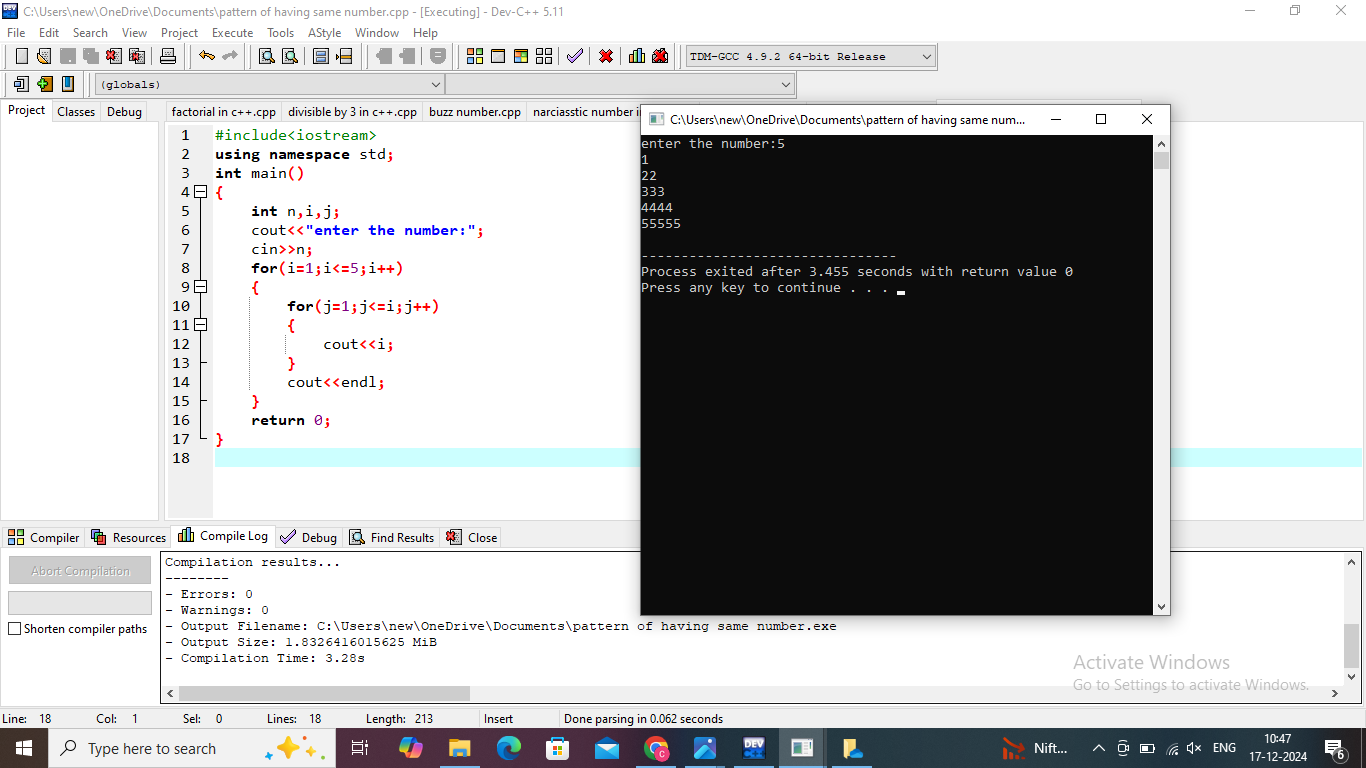 C:\Users\new\OneDrive\Documents\pattern of having same number.cpp - [Executing] - Dev-C++ 5.11
File Edit Search View Project Execute Tools AStyle Window Help
TDM-GCC 4.9.2 64-bit Release
(globals)
Project Classes Debug
factorial in c++.cpp divisible by 3 in c++.cpp buzz number.cpp narciasstic number i
1 #include<iostream>
2 using namespace std;
3 int main()
4 {
5 int n,i,j;
6 cout<<"enter the number:";
7 cin>>n;
8 for(i=1;i<=5;i++)
9 {
10 for(j=1;j<=i;j++)
11 {
12 cout<<i;
13 }
14 cout<<endl;
15 }
16 return 0;
17 }
18
C:\Users\new\OneDrive\Documents\pattern of having same num...
enter the number:5
1
22
333
4444
55555
--------------------------------
Process exited after 3.455 seconds with return value 0
Press any key to continue . . .
Compiler Resources Compile Log Debug Find Results Close
Abort Compilation
Shorten compiler paths
Compilation results...
--------
- Errors: 0
- Warnings: 0
- Output Filename: C:\Users\new\OneDrive\Documents\pattern of having same number.exe
- Output Size: 1.8326416015625 MiB
- Compilation Time: 3.28s
Activate Windows
Go to Settings to activate Windows.
Line: 18 Col: 1 Sel: 0 Lines: 18 Length: 213 Insert Done parsing in 0.062 seconds
Type here to search
DEV
Nift...
ENG
10:47
17-12-2024
6